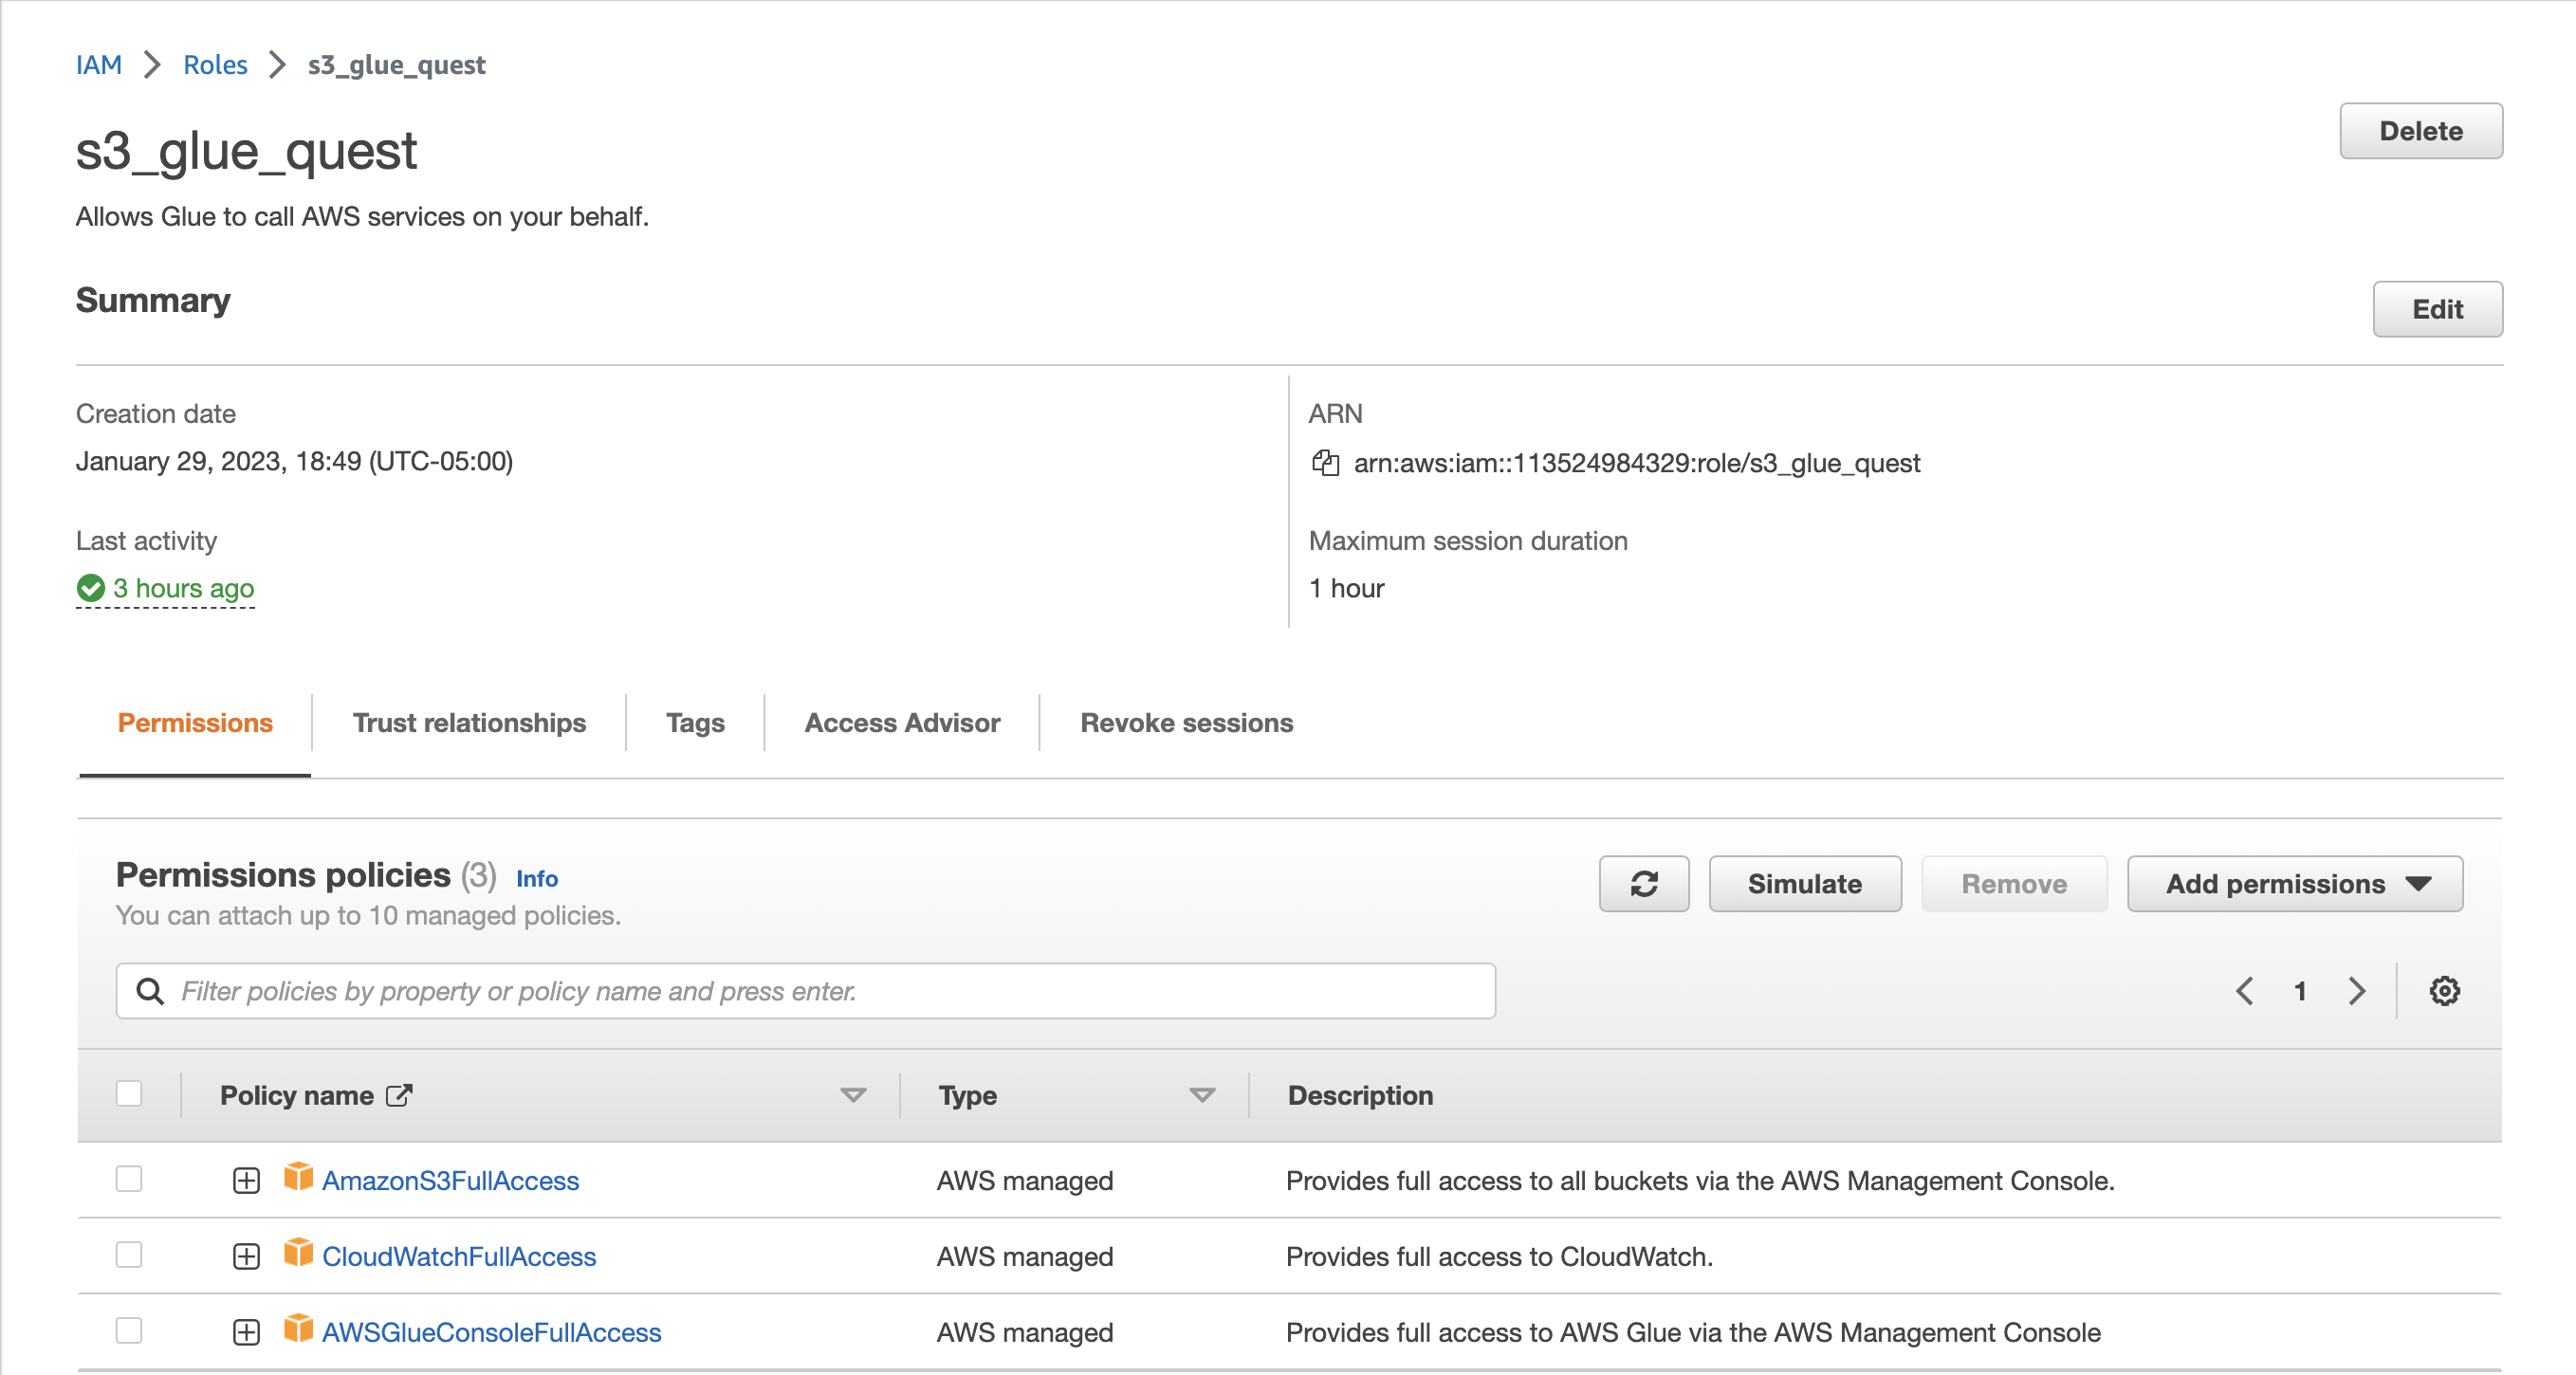 IAM > Roles > s3_glue_quest
s3_glue_quest
Delete
Allows Glue to call AWS services on your behalf.
Summary
Edit
Creation date
January 29, 2023, 18:49 (UTC-05:00)
ARN
arn:aws:iam::113524984329:role/s3_glue_quest
Last activity
3 hours ago
Maximum session duration
1 hour
Permissions Trust relationships Tags Access Advisor Revoke sessions
Permissions policies (3) Info
You can attach up to 10 managed policies.
Simulate Remove Add permissions
Filter policies by property or policy name and press enter.
1
Policy name Type Description
AmazonS3FullAccess AWS managed Provides full access to all buckets via the AWS Management Console.
CloudWatchFullAccess AWS managed Provides full access to CloudWatch.
AWSGlueConsoleFullAccess AWS managed Provides full access to AWS Glue via the AWS Management Console